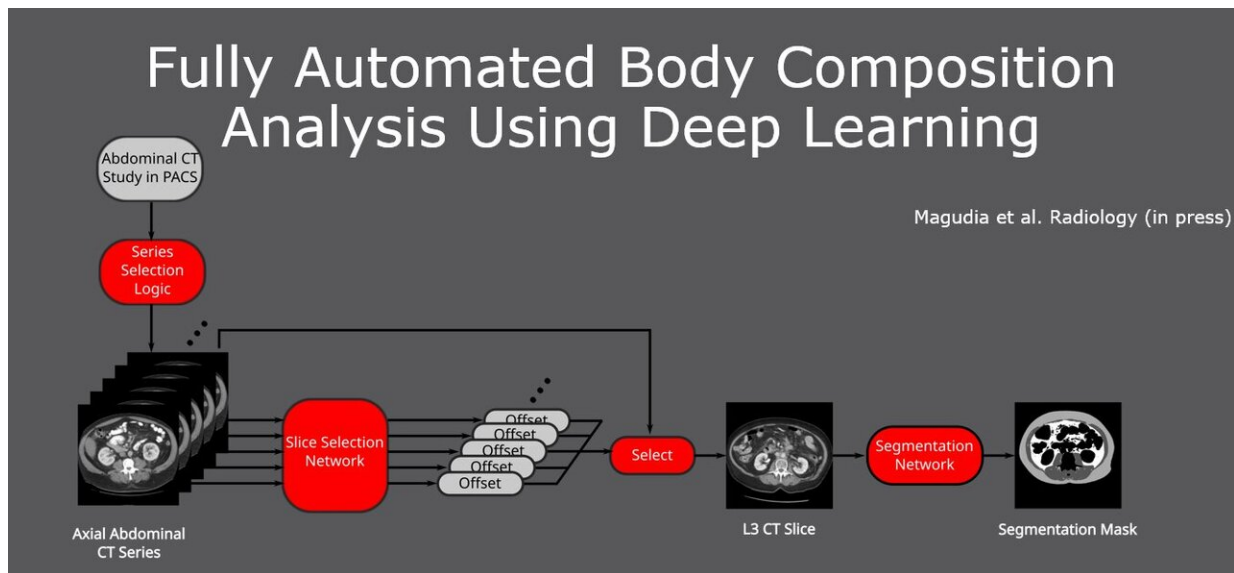 Fully Automated Body Composition
Analysis Using Deep Learning
Magudia et al. Radiology (in press)
Abdominal CT
Study in PACS
Series
Selection
Logic
Axial Abdominal
CT Series
Slice Selection
Network
Offset
Offset
Offset
Offset
Offset
Select
L3 CT Slice
Segmentation
Network
Segmentation Mask